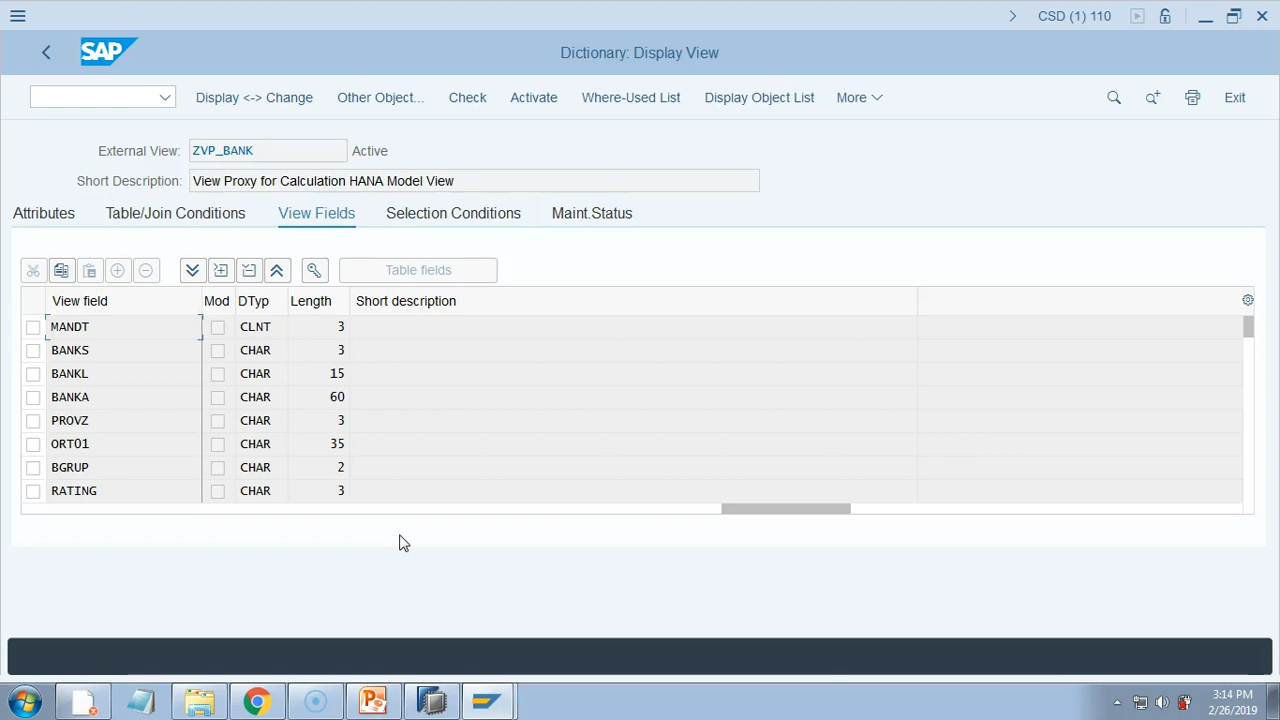 CSD (1) 110
SAP
Dictionary: Display View
Display <-> Change Other Object... Check Activate Where-Used List Display Object List More Exit
External View: ZVP_BANK Active
Short Description: View Proxy for Calculation HANA Model View
Attributes Table/Join Conditions View Fields Selection Conditions Maint.Status
Table fields
View field Mod DTyp Length Short description
MANDT CLNT 3
BANKS CHAR 3
BANKL CHAR 15
BANKA CHAR 60
PROVZ CHAR 3
ORT01 CHAR 35
BGRUP CHAR 2
RATING CHAR 3
3:14 PM
2/26/2019